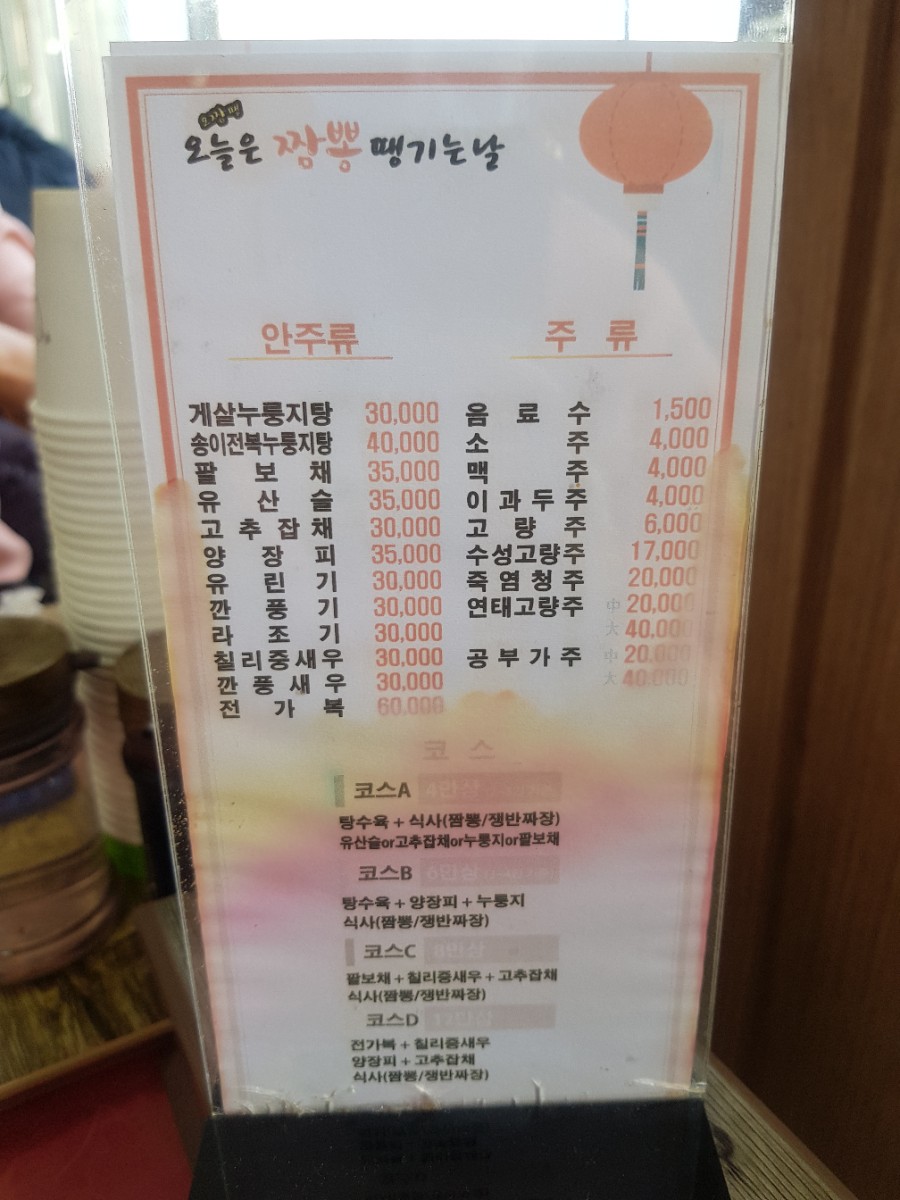 오짬땡
오늘은 짬뽕 땡기는날
안주류
게살누룽지탕 30,000
송이전복누룽지탕 40,000
팔보채 35,000
유산슬 35,000
고추잡채 30,000
양장피 35,000
유린기 30,000
깐풍기 30,000
라조기 30,000
칠리중새우 30,000
깐풍새우 30,000
전가복 60,000
주류
음료수 1,500
소주 4,000
맥주 4,000
이과두주 4,000
고량주 6,000
수성고량주 17,000
죽염청주 20,000
연태고량주 中 20,000
大 40,000
공부가주 中 20,000
大 40,000
코스
코스A 4만상
탕수육 + 식사(짬뽕/쟁반짜장)
유산슬or고추잡채or누룽지or팔보채
코스B 6만상
탕수육 + 양장피 + 누룽지
식사(짬뽕/쟁반짜장)
코스C 8만상
팔보채 + 칠리중새우 + 고추잡채
식사(짬뽕/쟁반짜장)
코스D
전가복 + 칠리중새우
양장피 + 고추잡채
식사(짬뽕/쟁반짜장)